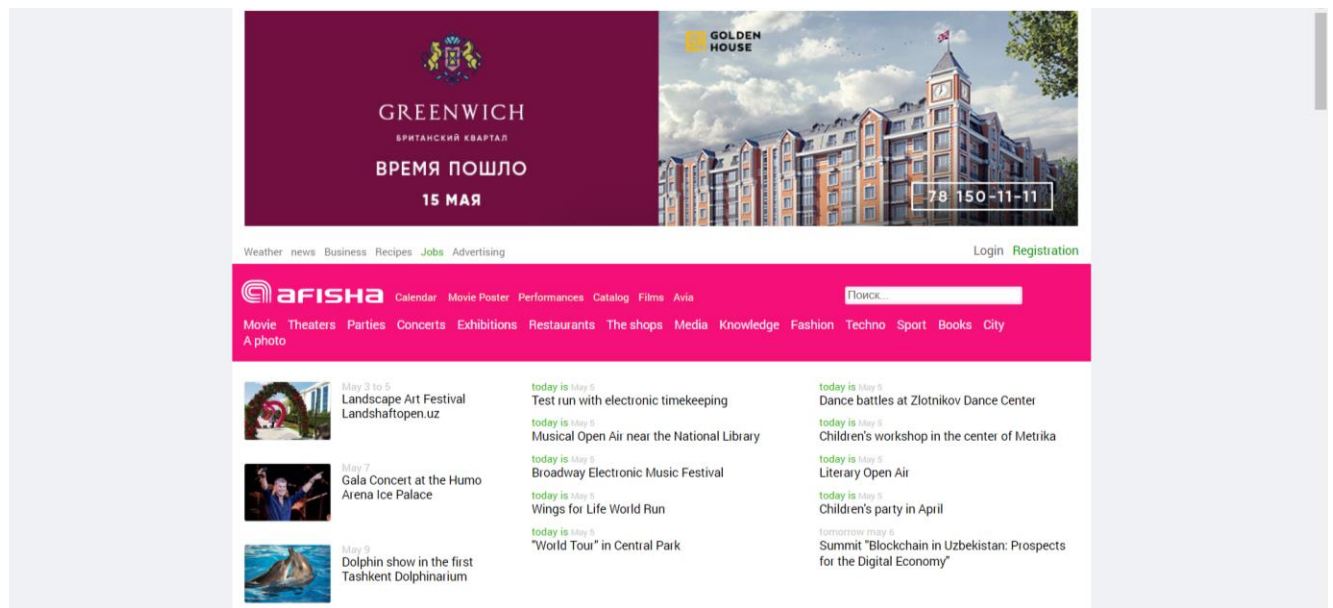 GREENWICH
БРИТАНСКИЙ КВАРТАЛ
ВРЕМЯ ПОШЛО
15 МАЯ
GOLDEN
HOUSE
78 150-11-11
Weather news Business Recipes Jobs Advertising
Login Registration
aFISHa Calendar Movie Poster Performances Catalog Films Avia
Поиск...
Movie Theaters Parties Concerts Exhibitions Restaurants The shops Media Knowledge Fashion Techno Sport Books City
A photo
May 3 to 5
Landscape Art Festival
Landshaftopen.uz
May 7
Gala Concert at the Humo
Arena Ice Palace
May 9
Dolphin show in the first
Tashkent Dolphinarium
today is May 5
Test run with electronic timekeeping
today is May 5
Musical Open Air near the National Library
today is May 5
Broadway Electronic Music Festival
today is May 5
Wings for Life World Run
today is May 5
"World Tour" in Central Park
today is May 5
Dance battles at Zlotnikov Dance Center
today is May 5
Children's workshop in the center of Metrika
today is May 5
Literary Open Air
today is May 5
Children's party in April
tomorrow may 6
Summit "Blockchain in Uzbekistan: Prospects
for the Digital Economy"